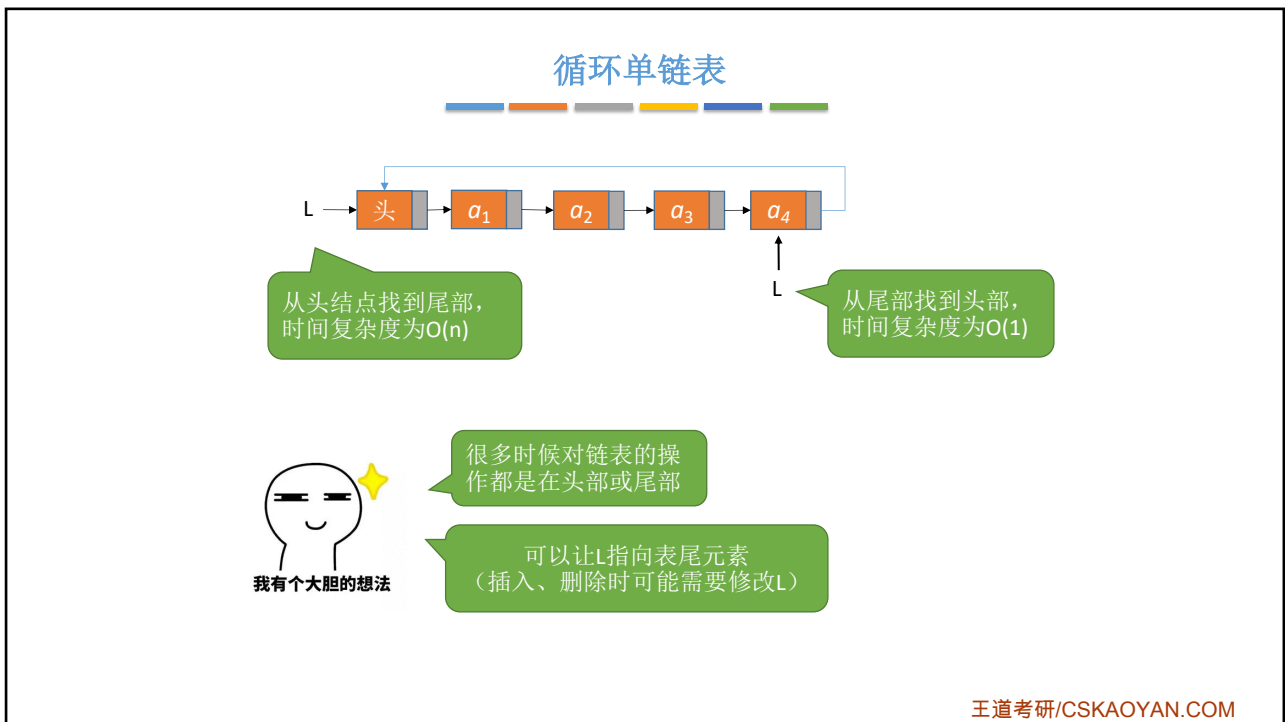 循环单链表
L
头
a₁
a₂
a₃
a₄
L
从头结点找到尾部，
时间复杂度为O(n)
从尾部找到头部，
时间复杂度为O(1)
很多时候对链表的操
作都是在头部或尾部
可以让L指向表尾元素
（插入、删除时可能需要修改L）
我有个大胆的想法
王道考研/CSKAOYAN.COM